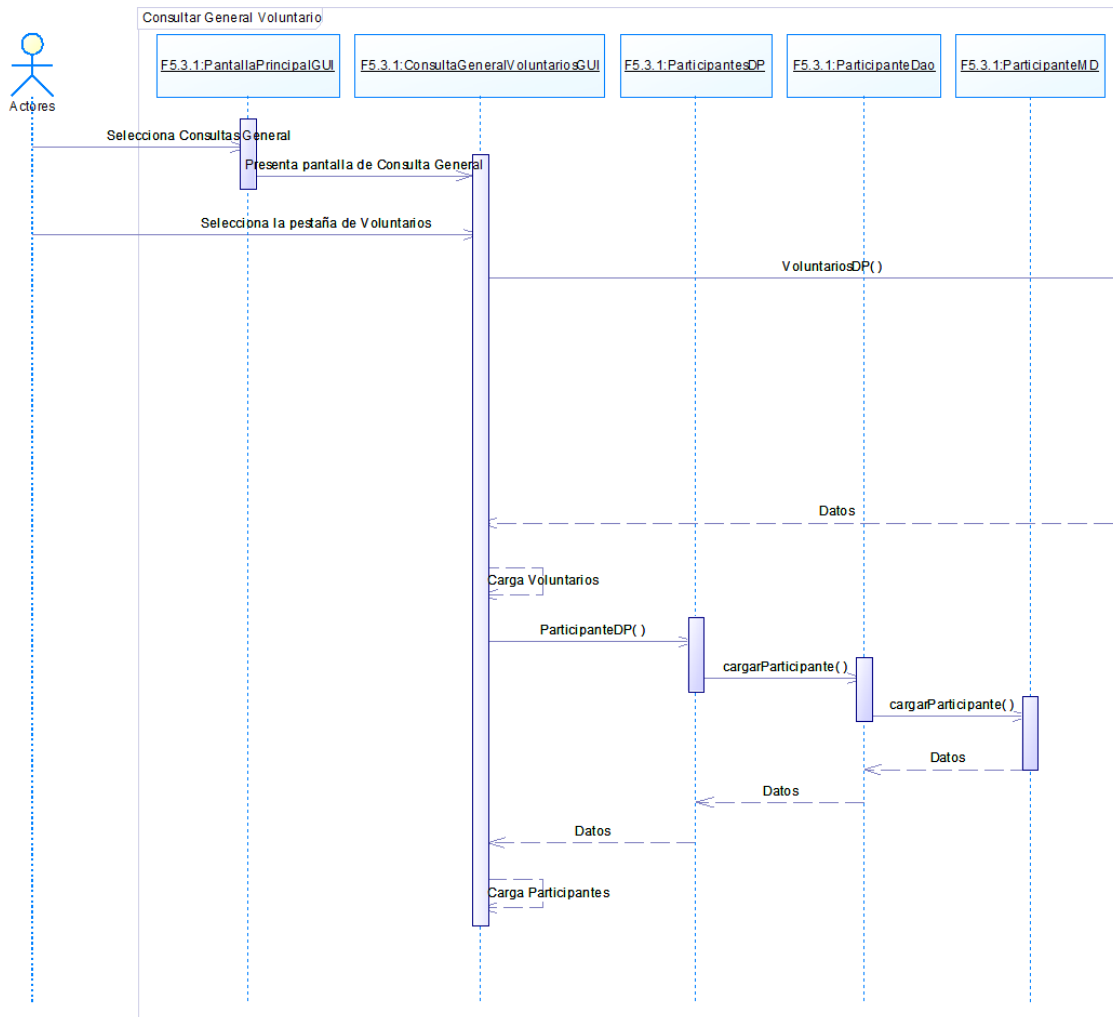 Consultar General Voluntario
F5.3.1:PantallaPrincipalGUI
F5.3.1:ConsultaGeneralVoluntariosGUI
F5.3.1:ParticipantesDP
F5.3.1:ParticipanteDao
F5.3.1:ParticipanteMD
Actores
Selecciona ConsultasGeneral
Presenta pantalla de Consulta General
Selecciona la pestaña de Voluntarios
VoluntariosDP()
Datos
Carga Voluntarios
ParticipanteDP()
cargarParticipante()
cargarParticipante()
Datos
Datos
Datos
Carga Participantes